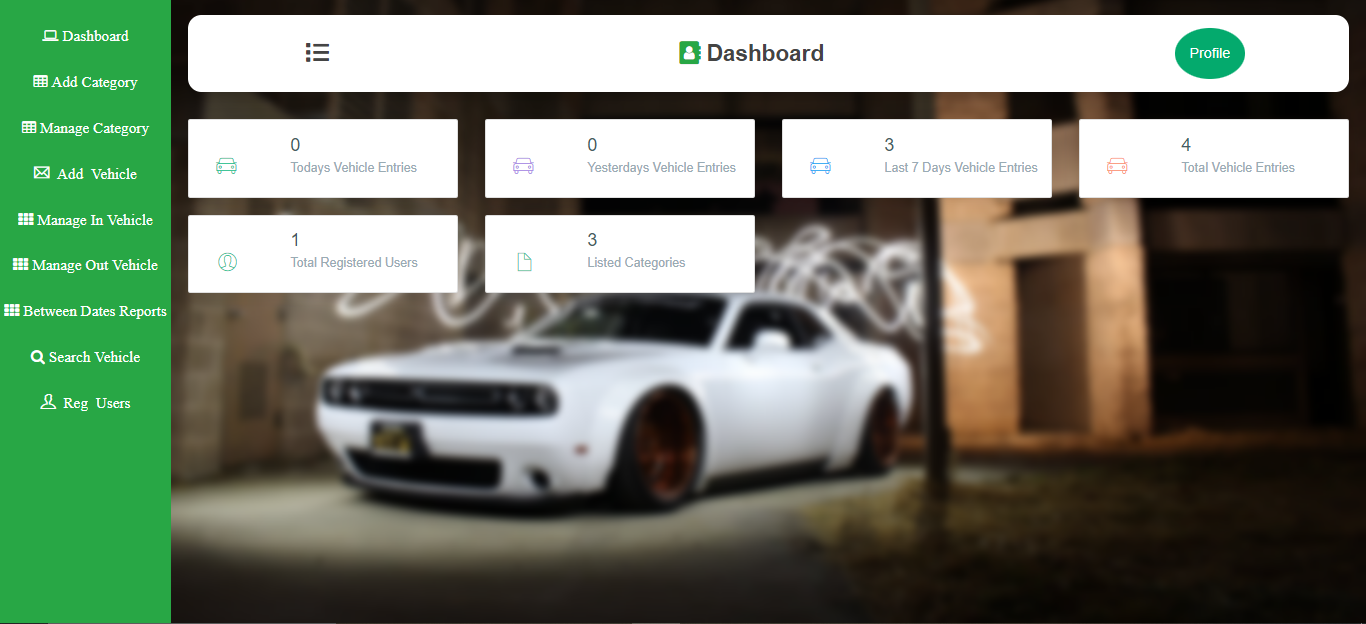 Dashboard
Add Category
Manage Category
Add Vehicle
Manage In Vehicle
Manage Out Vehicle
Between Dates Reports
Search Vehicle
Reg Users
Dashboard
Profile
0
Todays Vehicle Entries
0
Yesterdays Vehicle Entries
3
Last 7 Days Vehicle Entries
4
Total Vehicle Entries
1
Total Registered Users
3
Listed Categories